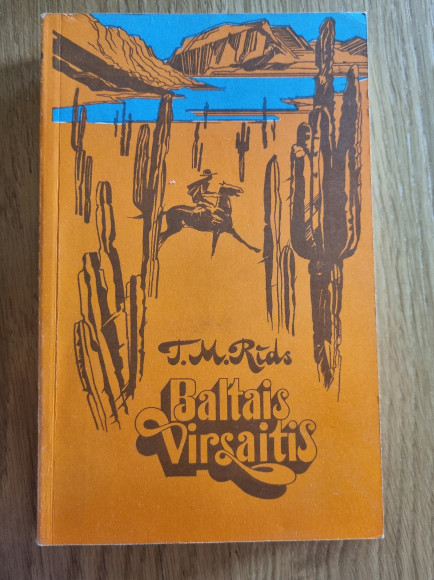 T. M. Rīds
Baltais
Virsaitis